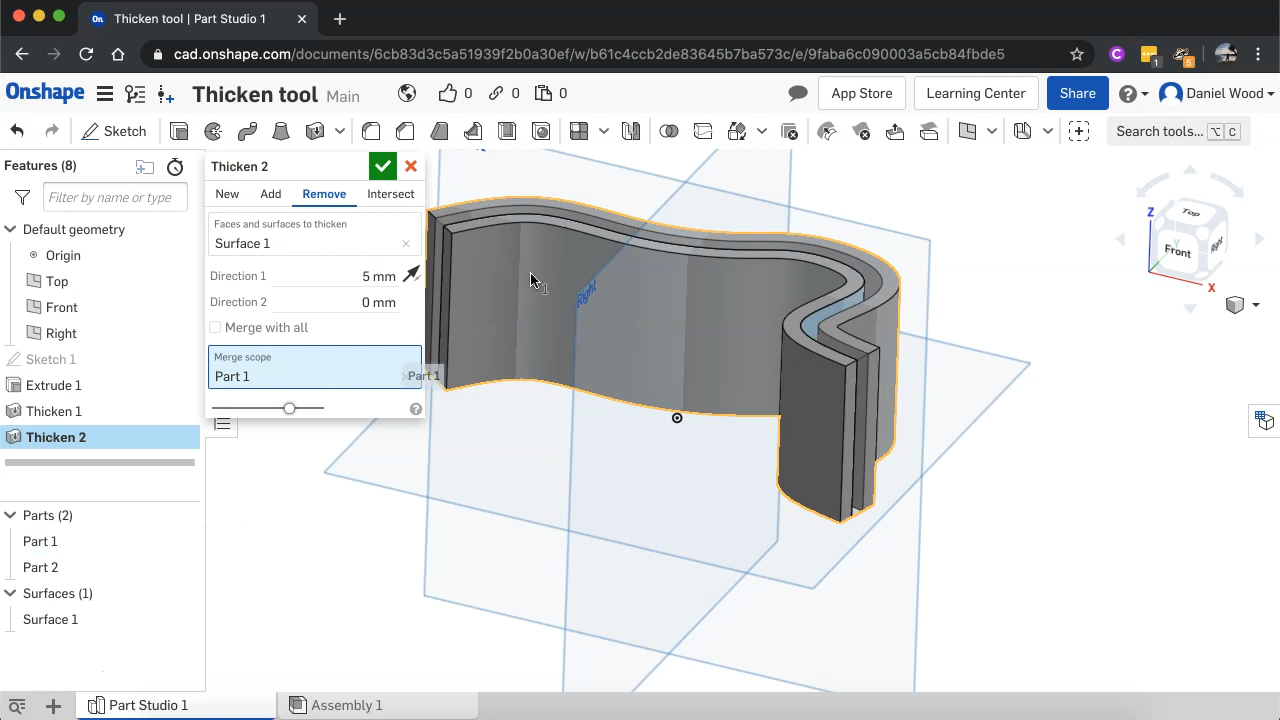 Thicken tool | Part Studio 1
cad.onshape.com/documents/6cb83d3c5a51939f2b0a30ef/w/b61c4ccb2de83645b7ba573c/e/9faba6c090003a5cb84fbde5
C
1
5
Onshape
Thicken tool Main
0
0
0
App Store
Learning Center
Share
Daniel Wood
Sketch
Search tools...
C
Features (8)
Filter by name or type
Default geometry
Origin
Top
Front
Right
Sketch 1
Extrude 1
Thicken 1
Thicken 2
Parts (2)
Part 1
Part 2
Surfaces (1)
Surface 1
Thicken 2
New
Add
Remove
Intersect
Faces and surfaces to thicken
Surface 1
Direction 1
5 mm
Direction 2
0 mm
Merge with all
Merge scope
Part 1
Part 1
1
Right
Z
Top
Y
Front
Right
X
Part Studio 1
Assembly 1